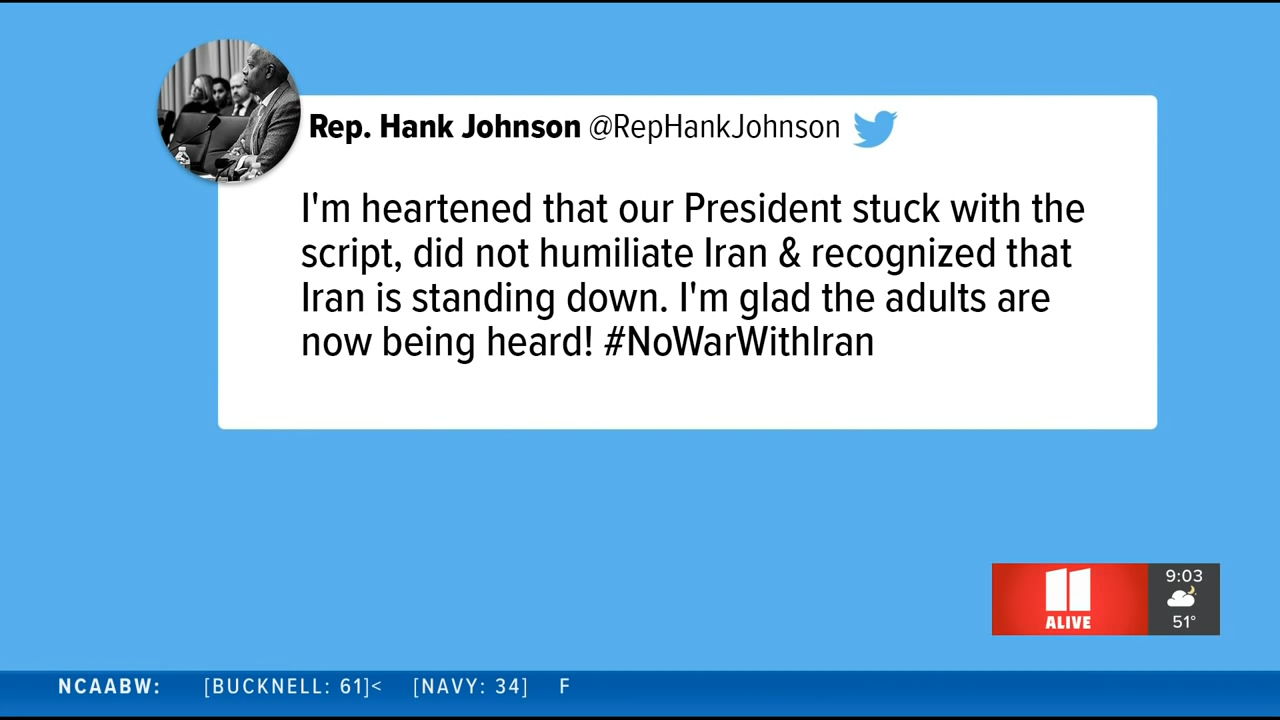 Rep. Hank Johnson @RepHankJohnson
I'm heartened that our President stuck with the
script, did not humiliate Iran & recognized that
Iran is standing down. I'm glad the adults are
now being heard! #NoWarWithIran
11
ALIVE
9:03
51°
NCAABW: [BUCKNELL: 61]< [NAVY: 34] F